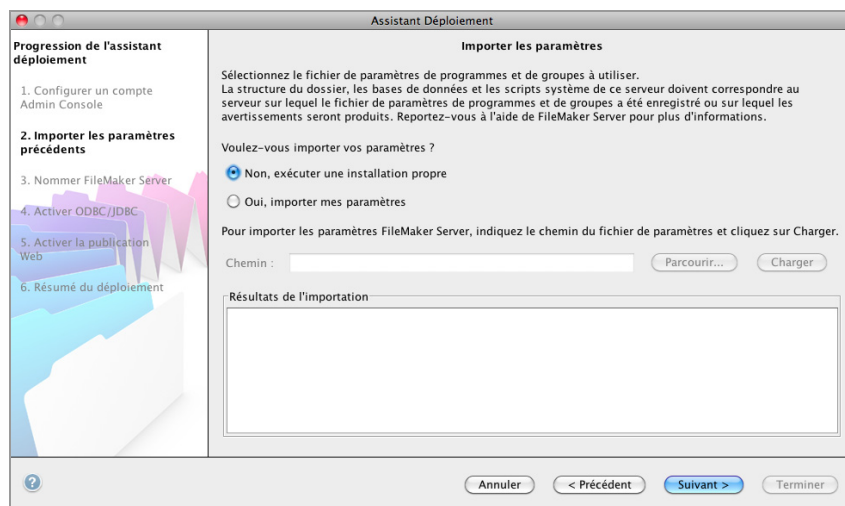 Assistant Déploiement
Progression de l'assistant
déploiement
1. Configurer un compte
Admin Console
2. Importer les paramètres
précédents
3. Nommer FileMaker Server
4. Activer ODBC/JDBC
5. Activer la publication
Web
6. Résumé du déploiement
Importer les paramètres
Sélectionnez le fichier de paramètres de programmes et de groupes à utiliser.
La structure du dossier, les bases de données et les scripts système de ce serveur doivent correspondre au
serveur sur lequel le fichier de paramètres de programmes et de groupes a été enregistré ou sur lequel les
avertissements seront produits. Reportez-vous à l'aide de FileMaker Server pour plus d'informations.
Voulez-vous importer vos paramètres ?
Non, exécuter une installation propre
Oui, importer mes paramètres
Pour importer les paramètres FileMaker Server, indiquez le chemin du fichier de paramètres et cliquez sur Charger.
Chemin :
Parcourir...
Charger
Résultats de l'importation
?
Annuler
< Précédent
Suivant >
Terminer